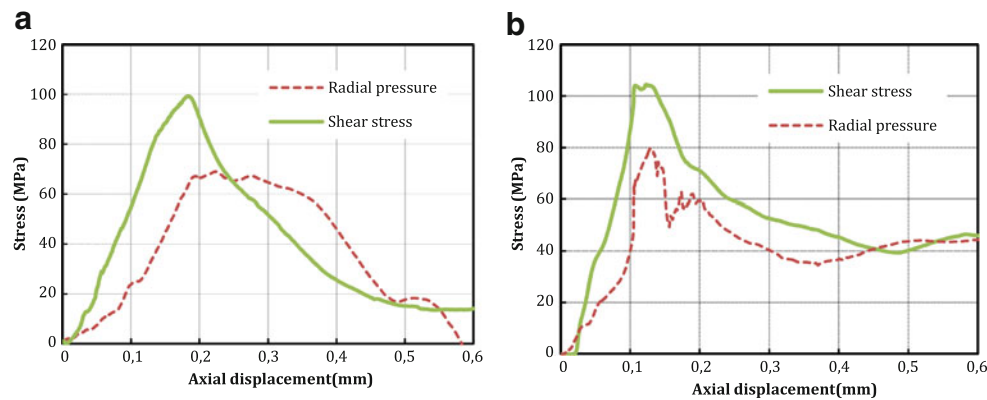 a
120
100
80
60
40
20
0
Stress (MPa)
Radial pressure
Shear stress
0 0,1 0,2 0,3 0,4 0,5 0,6
Axial displacement(mm)
b
120
100
80
60
40
20
0
Stress (MPa)
Shear stress
Radial pressure
0 0,1 0,2 0,3 0,4 0,5 0,6
Axial displacement(mm)